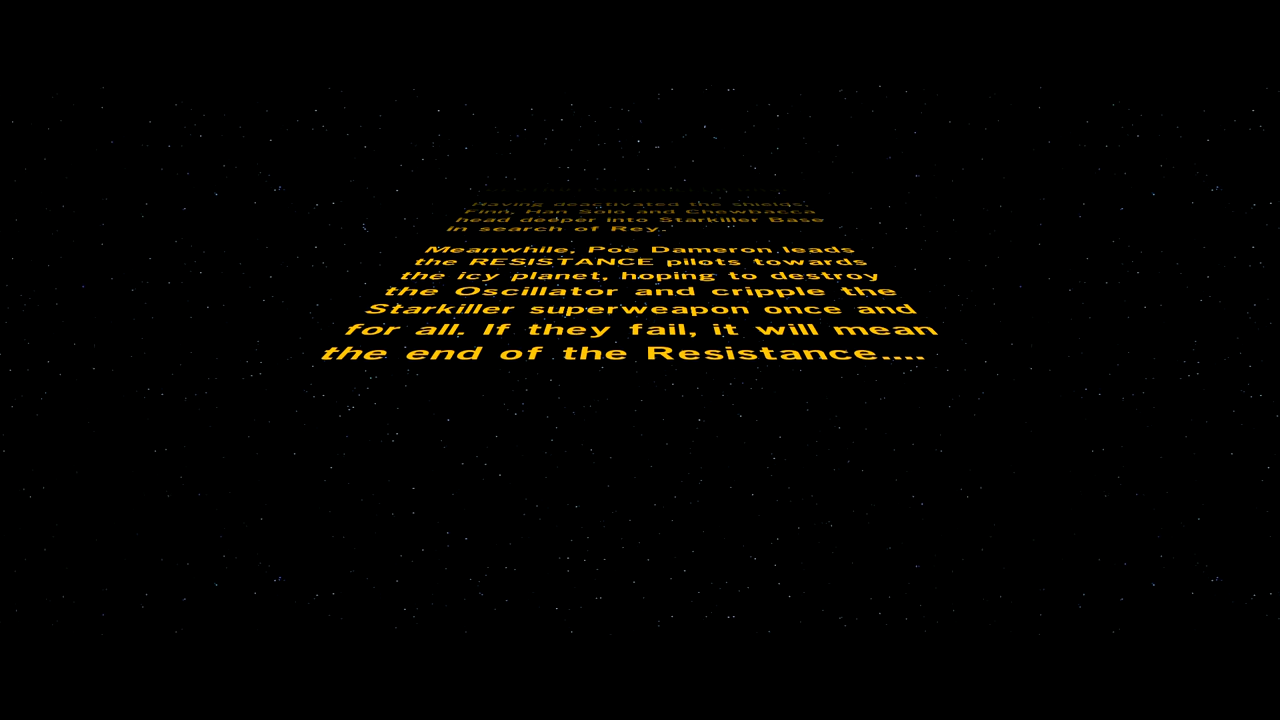 Having deactivated the shields,
Finn, Han Solo and Chewbacca
head deeper into Starkiller Base
in search of Rey.
Meanwhile, Poe Dameron leads
the RESISTANCE pilots towards
the icy planet, hoping to destroy
the Oscillator and cripple the
Starkiller superweapon once and
for all. If they fail, it will mean
the end of the Resistance....